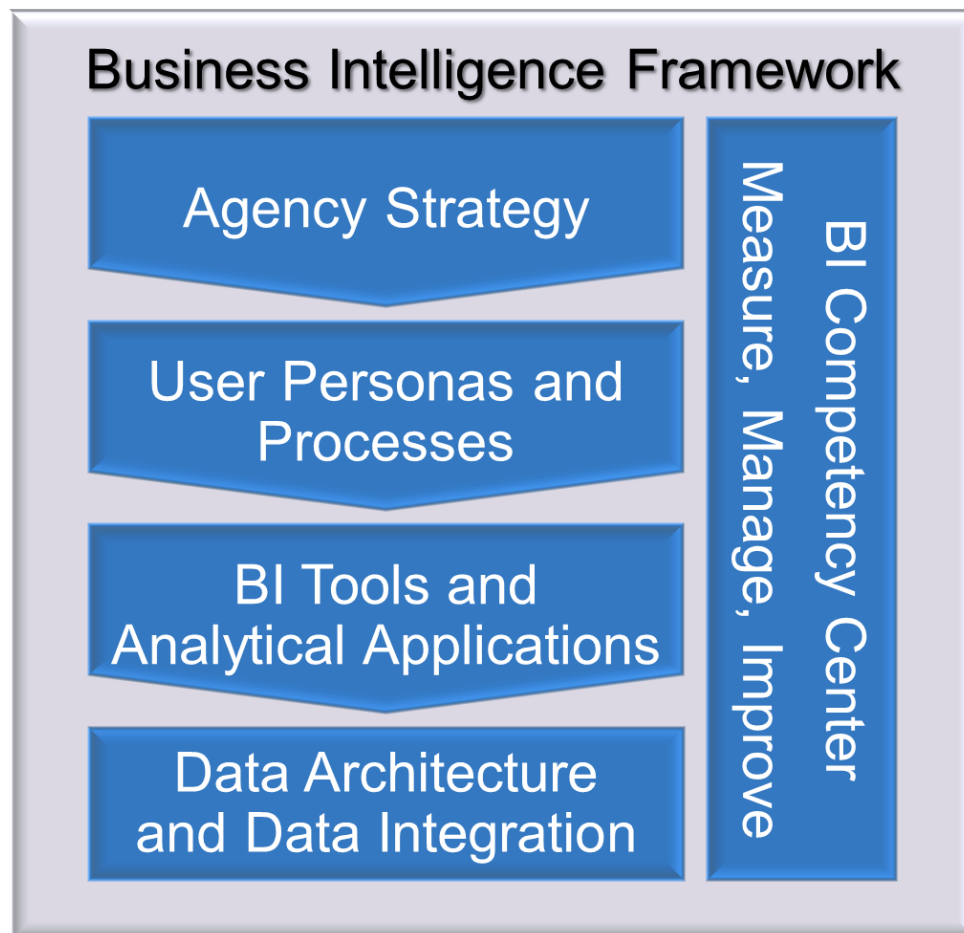 Business Intelligence Framework
Agency Strategy
User Personas and
Processes
BI Tools and
Analytical Applications
Data Architecture
and Data Integration
BI Competency Center
Measure, Manage, Improve